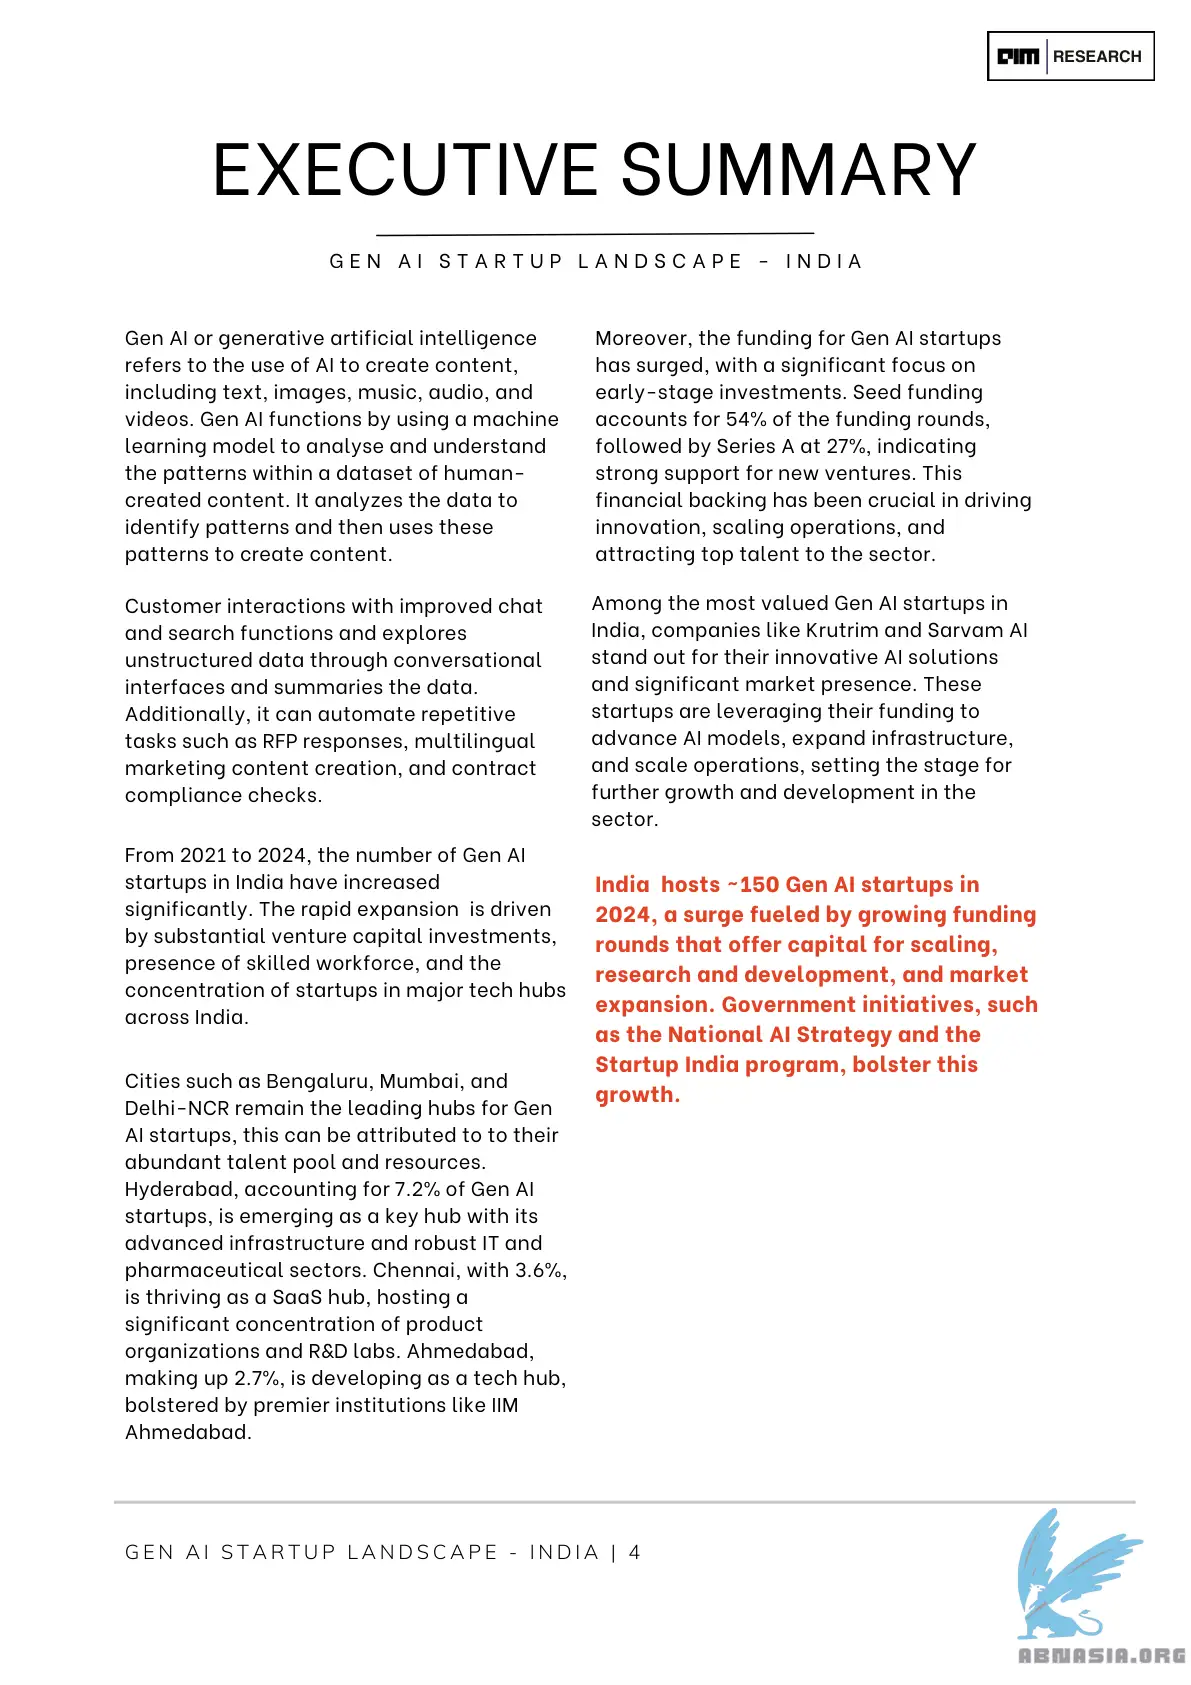 AIM RESEARCH
EXECUTIVE SUMMARY
GEN AI STARTUP LANDSCAPE - INDIA
Gen AI or generative artificial intelligence
refers to the use of AI to create content,
including text, images, music, audio, and
videos. Gen AI functions by using a machine
learning model to analyse and understand
the patterns within a dataset of human-
created content. It analyzes the data to
identify patterns and then uses these
patterns to create content.
Customer interactions with improved chat
and search functions and explores
unstructured data through conversational
interfaces and summaries the data.
Additionally, it can automate repetitive
tasks such as RFP responses, multilingual
marketing content creation, and contract
compliance checks.
From 2021 to 2024, the number of Gen AI
startups in India have increased
significantly. The rapid expansion  is driven
by substantial venture capital investments,
presence of skilled workforce, and the
concentration of startups in major tech hubs
across India.
Cities such as Bengaluru, Mumbai, and
Delhi-NCR remain the leading hubs for Gen
AI startups, this can be attributed to to their
abundant talent pool and resources.
Hyderabad, accounting for 7.2% of Gen AI
startups, is emerging as a key hub with its
advanced infrastructure and robust IT and
pharmaceutical sectors. Chennai, with 3.6%,
is thriving as a SaaS hub, hosting a
significant concentration of product
organizations and R&D labs. Ahmedabad,
making up 2.7%, is developing as a tech hub,
bolstered by premier institutions like IIM
Ahmedabad.
Moreover, the funding for Gen AI startups
has surged, with a significant focus on
early-stage investments. Seed funding
accounts for 54% of the funding rounds,
followed by Series A at 27%, indicating
strong support for new ventures. This
financial backing has been crucial in driving
innovation, scaling operations, and
attracting top talent to the sector.
Among the most valued Gen AI startups in
India, companies like Krutrim and Sarvam AI
stand out for their innovative AI solutions
and significant market presence. These
startups are leveraging their funding to
advance AI models, expand infrastructure,
and scale operations, setting the stage for
further growth and development in the
sector.
India  hosts ~150 Gen AI startups in
2024, a surge fueled by growing funding
rounds that offer capital for scaling,
research and development, and market
expansion. Government initiatives, such
as the National AI Strategy and the
Startup India program, bolster this
growth.
GEN AI STARTUP LANDSCAPE - INDIA | 4
ABNASIA.ORG